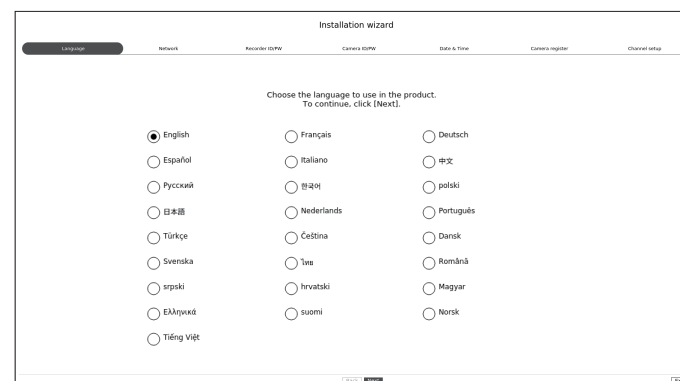 Installation wizard
Language Network Recorder ID/PW Camera ID/PW Date & Time Camera register Channel setup
Choose the language to use in the product.
To continue, click [Next].
English Français Deutsch
Español Italiano 中文
Русский 한국어 polski
日本語 Nederlands Português
Türkçe Čeština Dansk
Svenska ไทย Română
srpski hrvatski Magyar
Ελληνικά suomi Norsk
Tiếng Việt
Back Next